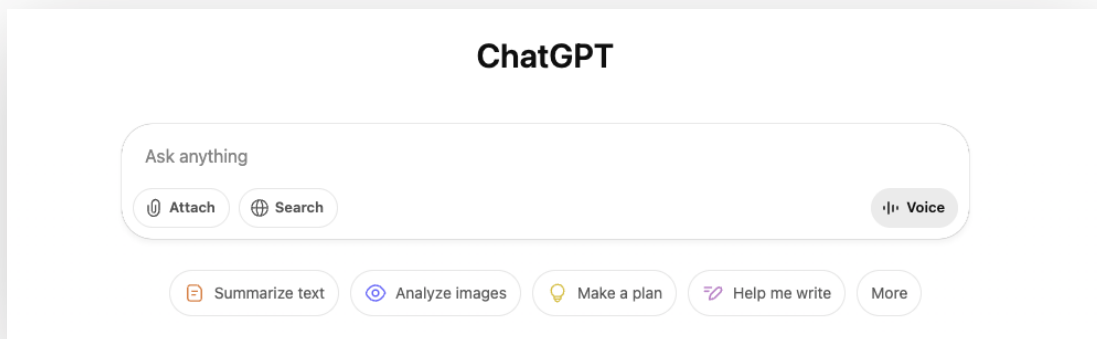 ChatGPT
Ask anything
Attach Search Voice
Summarize text Analyze images Make a plan Help me write More